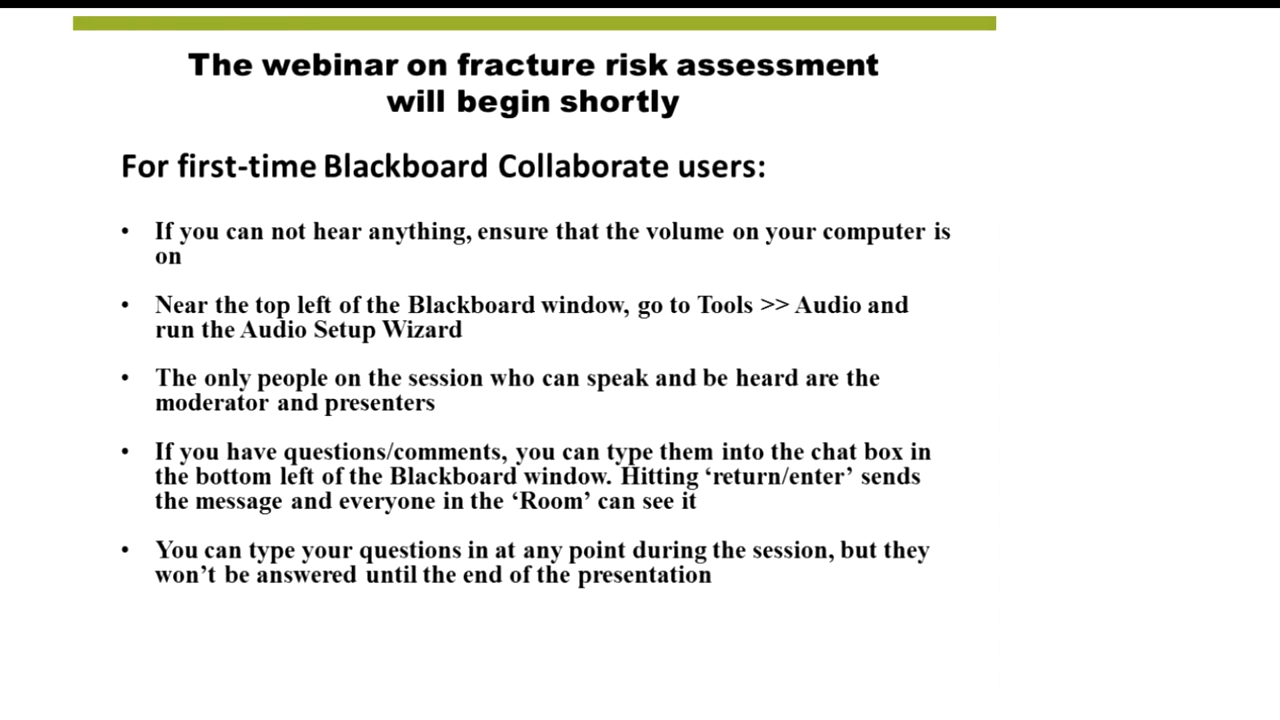 The webinar on fracture risk assessment
will begin shortly
For first-time Blackboard Collaborate users:
• If you can not hear anything, ensure that the volume on your computer is
on
• Near the top left of the Blackboard window, go to Tools >> Audio and
run the Audio Setup Wizard
• The only people on the session who can speak and be heard are the
moderator and presenters
• If you have questions/comments, you can type them into the chat box in
the bottom left of the Blackboard window. Hitting ‘return/enter’ sends
the message and everyone in the ‘Room’ can see it
• You can type your questions in at any point during the session, but they
won’t be answered until the end of the presentation